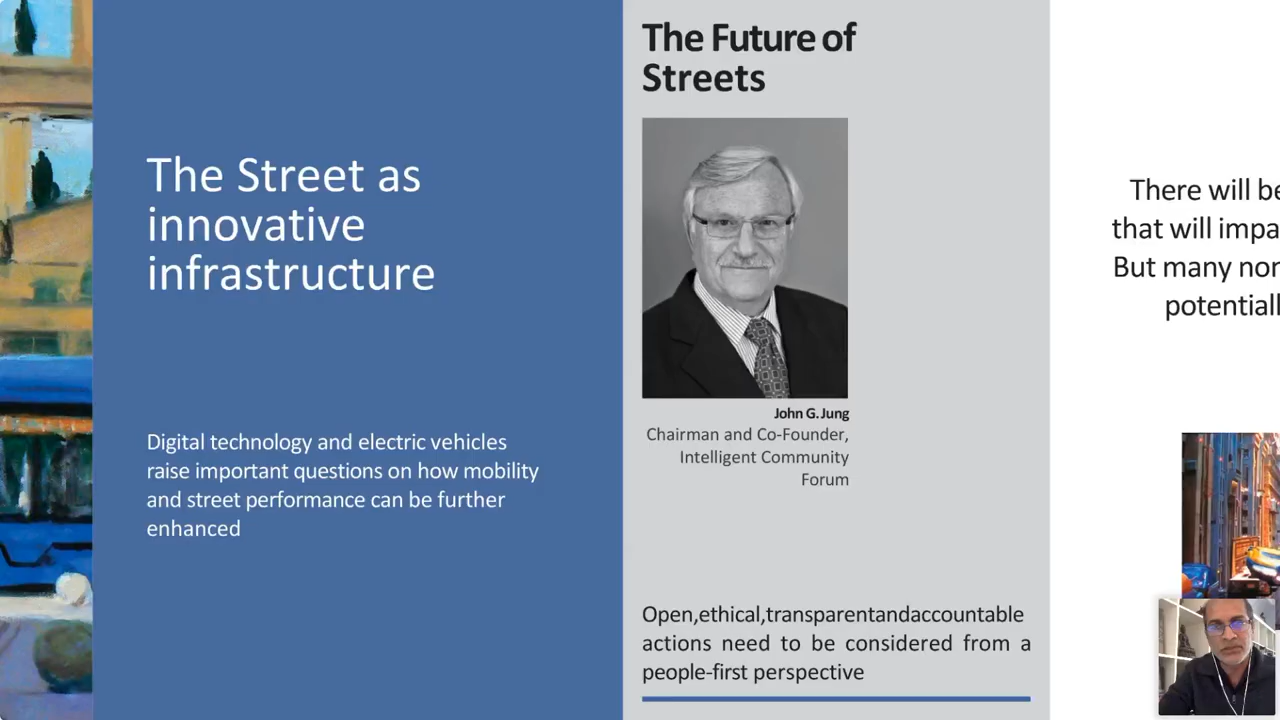 The Street as
innovative
infrastructure
Digital technology and electric vehicles
raise important questions on how mobility
and street performance can be further
enhanced
The Future of
Streets
John G. Jung
Chairman and Co-Founder,
Intelligent Community
Forum
Open,ethical,transparentandaccountable
actions need to be considered from a
people-first perspective
There will be
that will impa
But many nor
potentiall